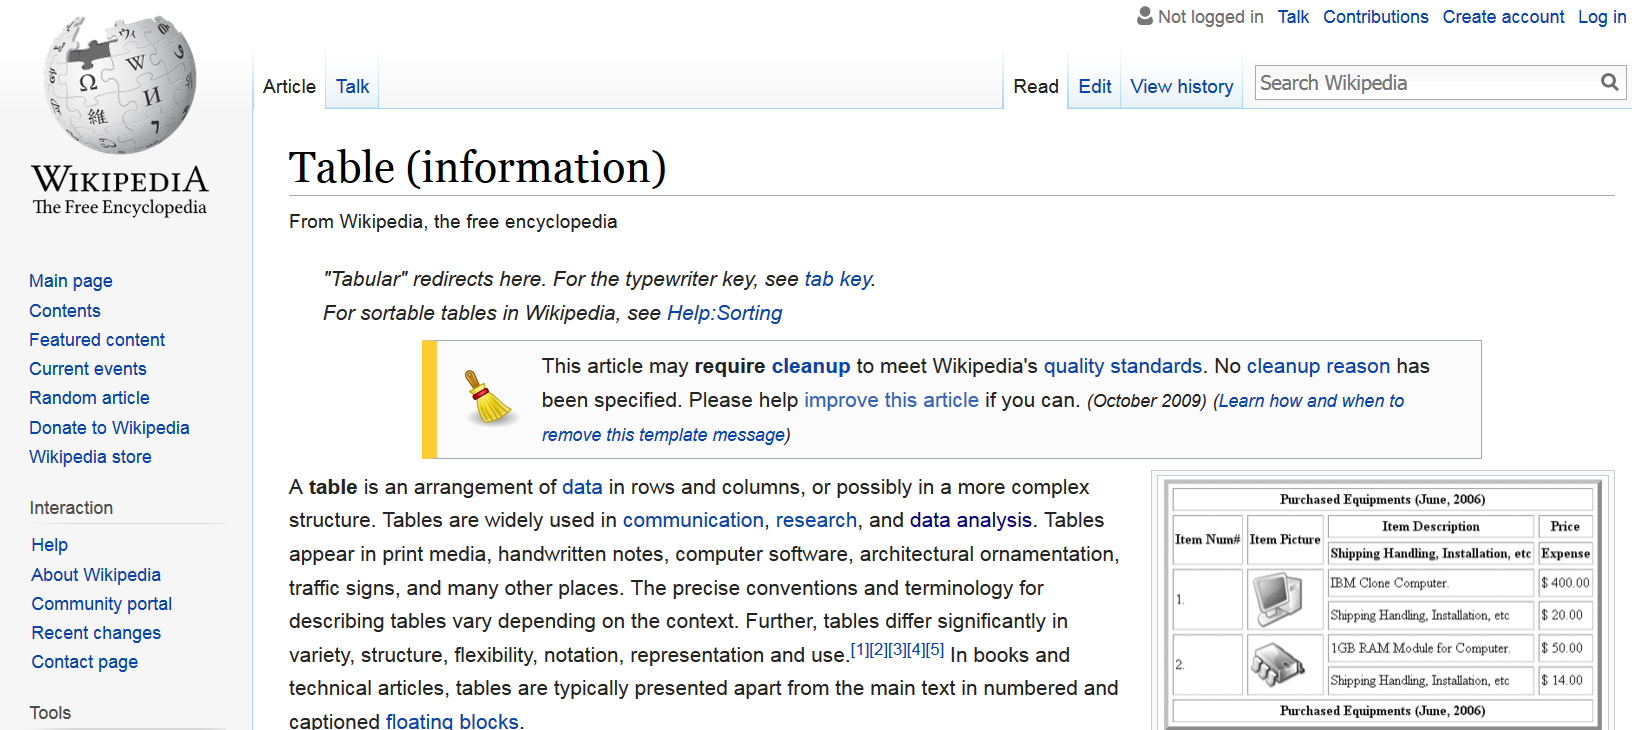 Not logged in Talk Contributions Create account Log in
Article Talk Read Edit View history Search Wikipedia
WIKIPEDIA
The Free Encyclopedia
Main page
Contents
Featured content
Current events
Random article
Donate to Wikipedia
Wikipedia store
Interaction
Help
About Wikipedia
Community portal
Recent changes
Contact page
Tools
Table (information)
From Wikipedia, the free encyclopedia
"Tabular" redirects here. For the typewriter key, see tab key.
For sortable tables in Wikipedia, see Help:Sorting
This article may require cleanup to meet Wikipedia's quality standards. No cleanup reason has
been specified. Please help improve this article if you can. (October 2009) (Learn how and when to
remove this template message)
A table is an arrangement of data in rows and columns, or possibly in a more complex
structure. Tables are widely used in communication, research, and data analysis. Tables
appear in print media, handwritten notes, computer software, architectural ornamentation,
traffic signs, and many other places. The precise conventions and terminology for
describing tables vary depending on the context. Further, tables differ significantly in
variety, structure, flexibility, notation, representation and use.[1][2][3][4][5] In books and
technical articles, tables are typically presented apart from the main text in numbered and
captioned floating blocks.
Purchased Equipments (June, 2006)
Item Num# Item Picture Item Description Price
Shipping Handling, Installation, etc Expense
1. IBM Clone Computer. $ 400.00
Shipping Handling, Installation, etc $ 20.00
2. 1GB RAM Module for Computer. $ 50.00
Shipping Handling, Installation, etc $ 14.00
Purchased Equipments (June, 2006)